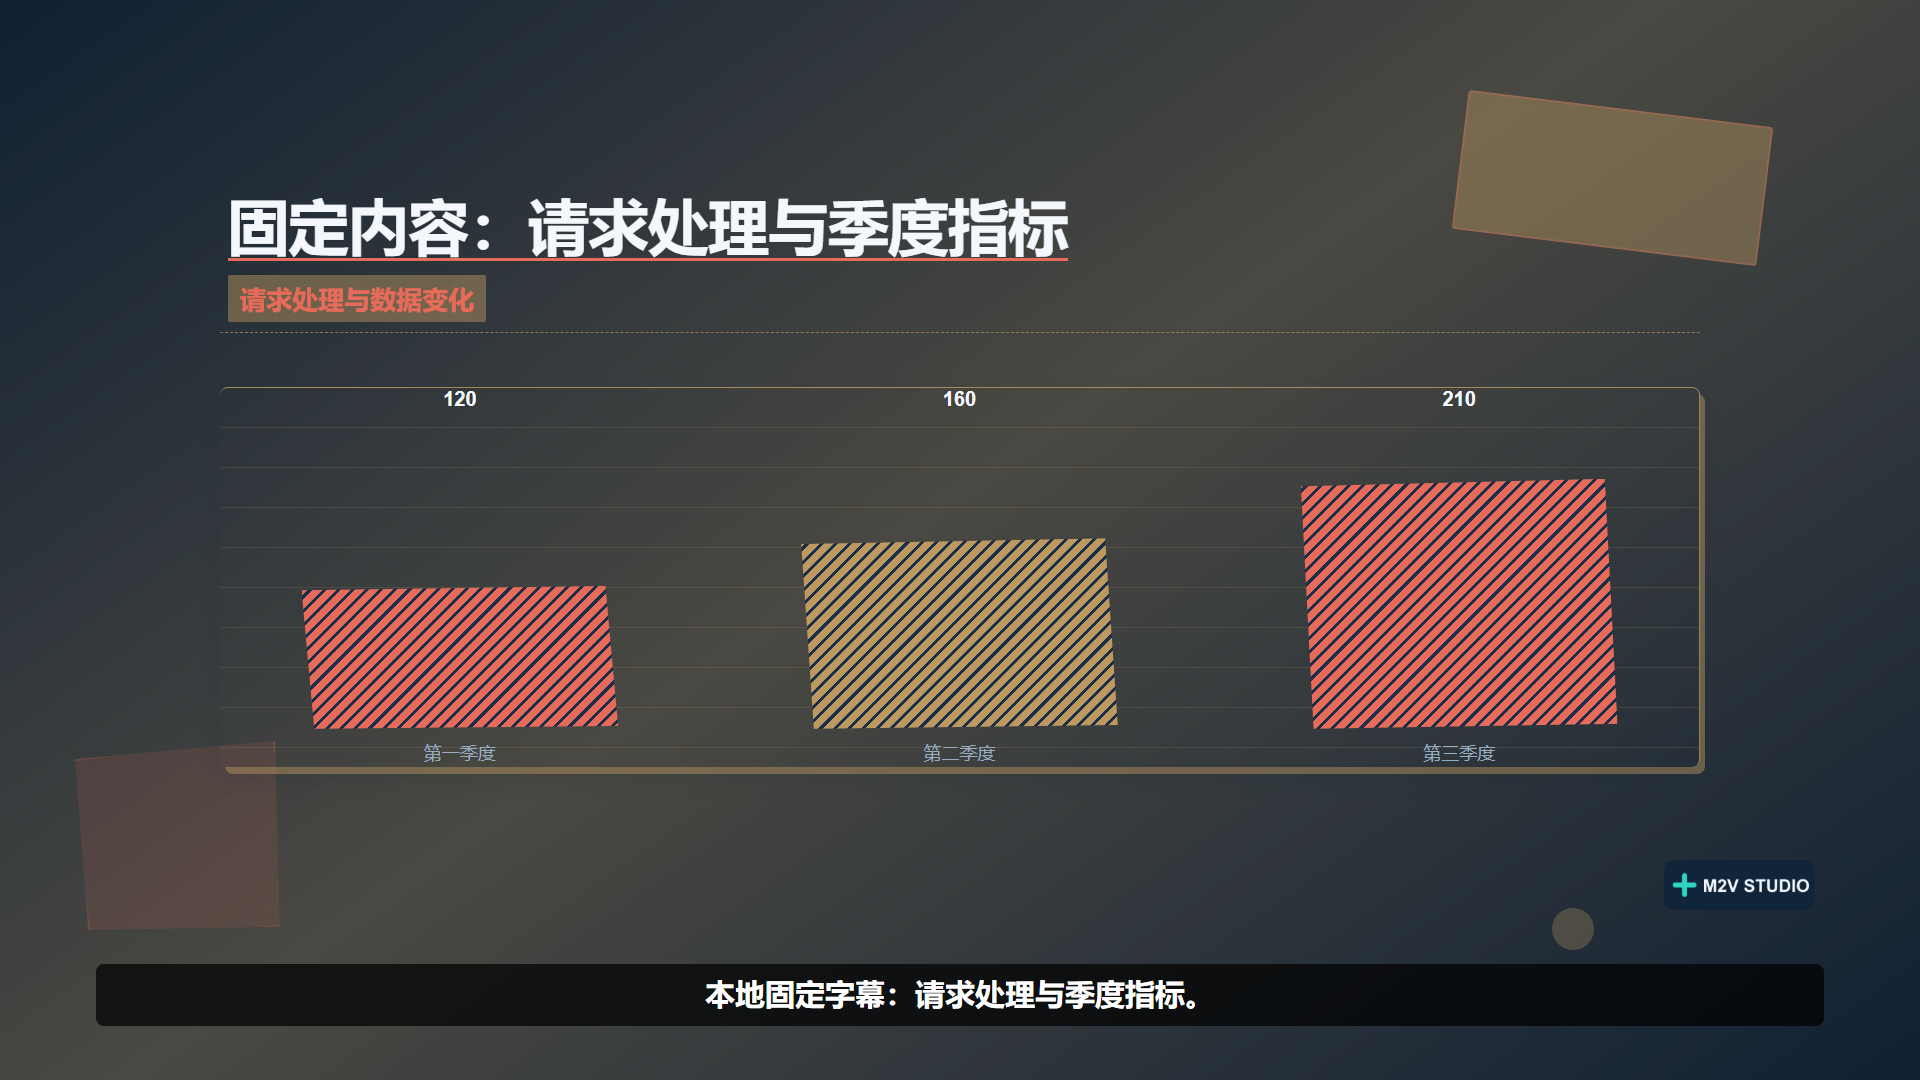 固定内容：请求处理与季度指标
请求处理与数据变化
120 160 210
第一季度 第二季度 第三季度
M2V STUDIO
本地固定字幕：请求处理与季度指标。